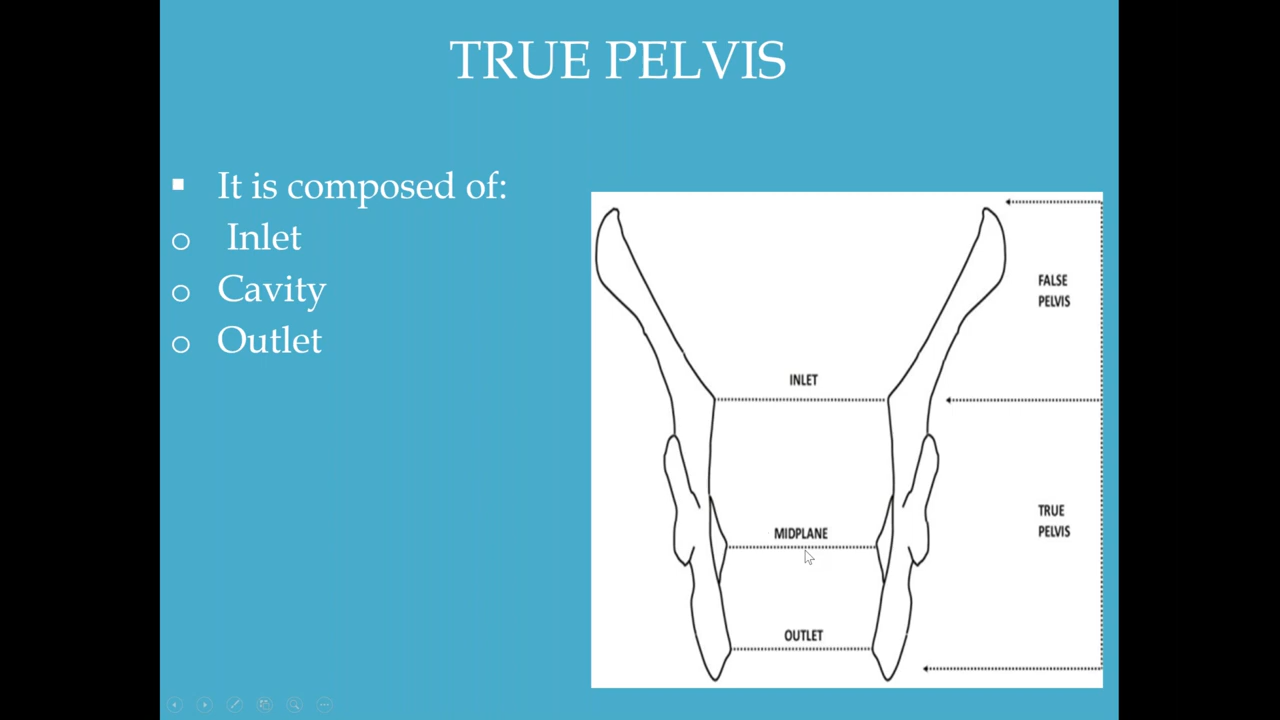 TRUE PELVIS
▪ It is composed of:
o Inlet
o Cavity
o Outlet
FALSE
PELVIS
INLET
TRUE
PELVIS
MIDPLANE
OUTLET